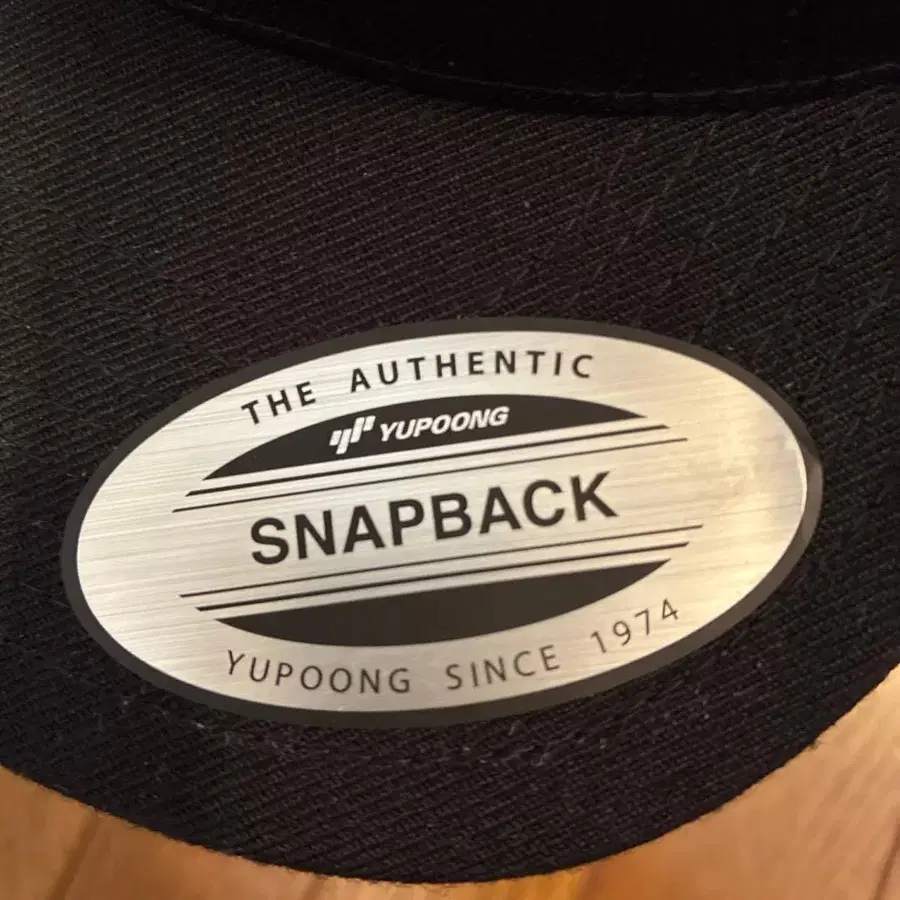 THE AUTHENTIC
YUPOONG
SNAPBACK
YUPOONG SINCE 1974